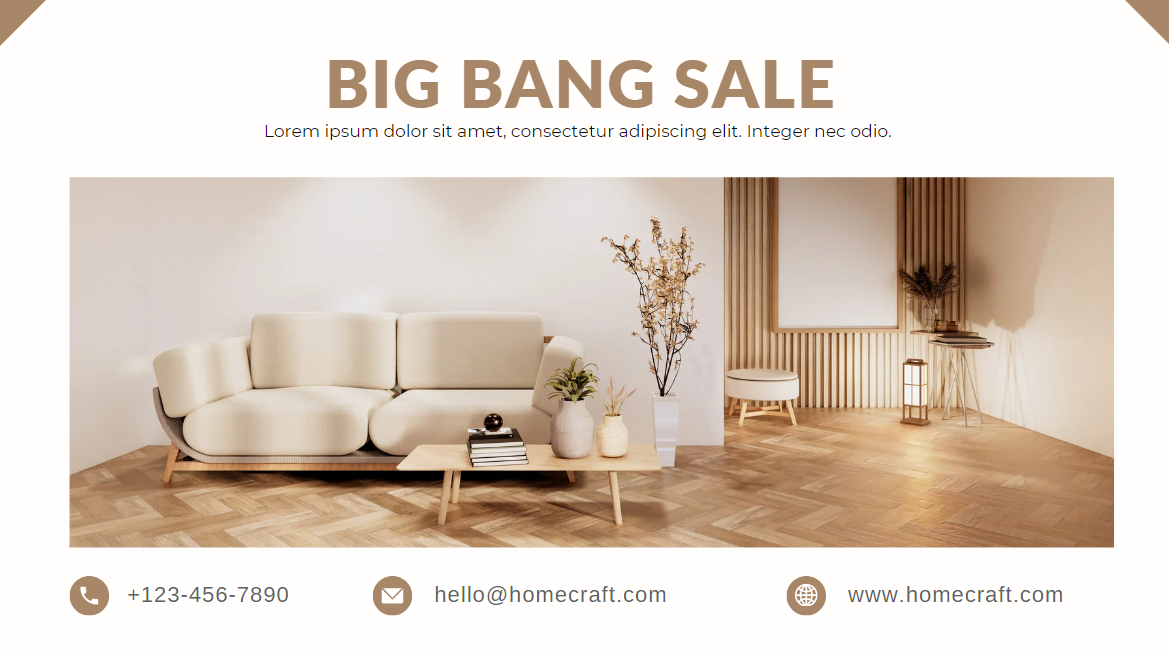 BIG BANG SALE
Lorem ipsum dolor sit amet, consectetur adipiscing elit. Integer nec odio.
+123-456-7890
hello@homecraft.com
www.homecraft.com